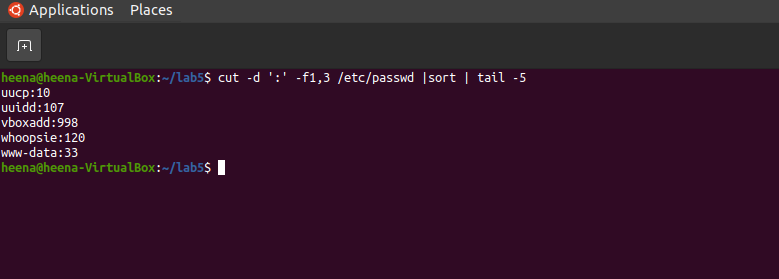 Applications Places
heena@heena-VirtualBox:~/lab5$ cut -d ':' -f1,3 /etc/passwd |sort | tail -5
uucp:10
uuidd:107
vboxadd:998
whoopsie:120
www-data:33
heena@heena-VirtualBox:~/lab5$